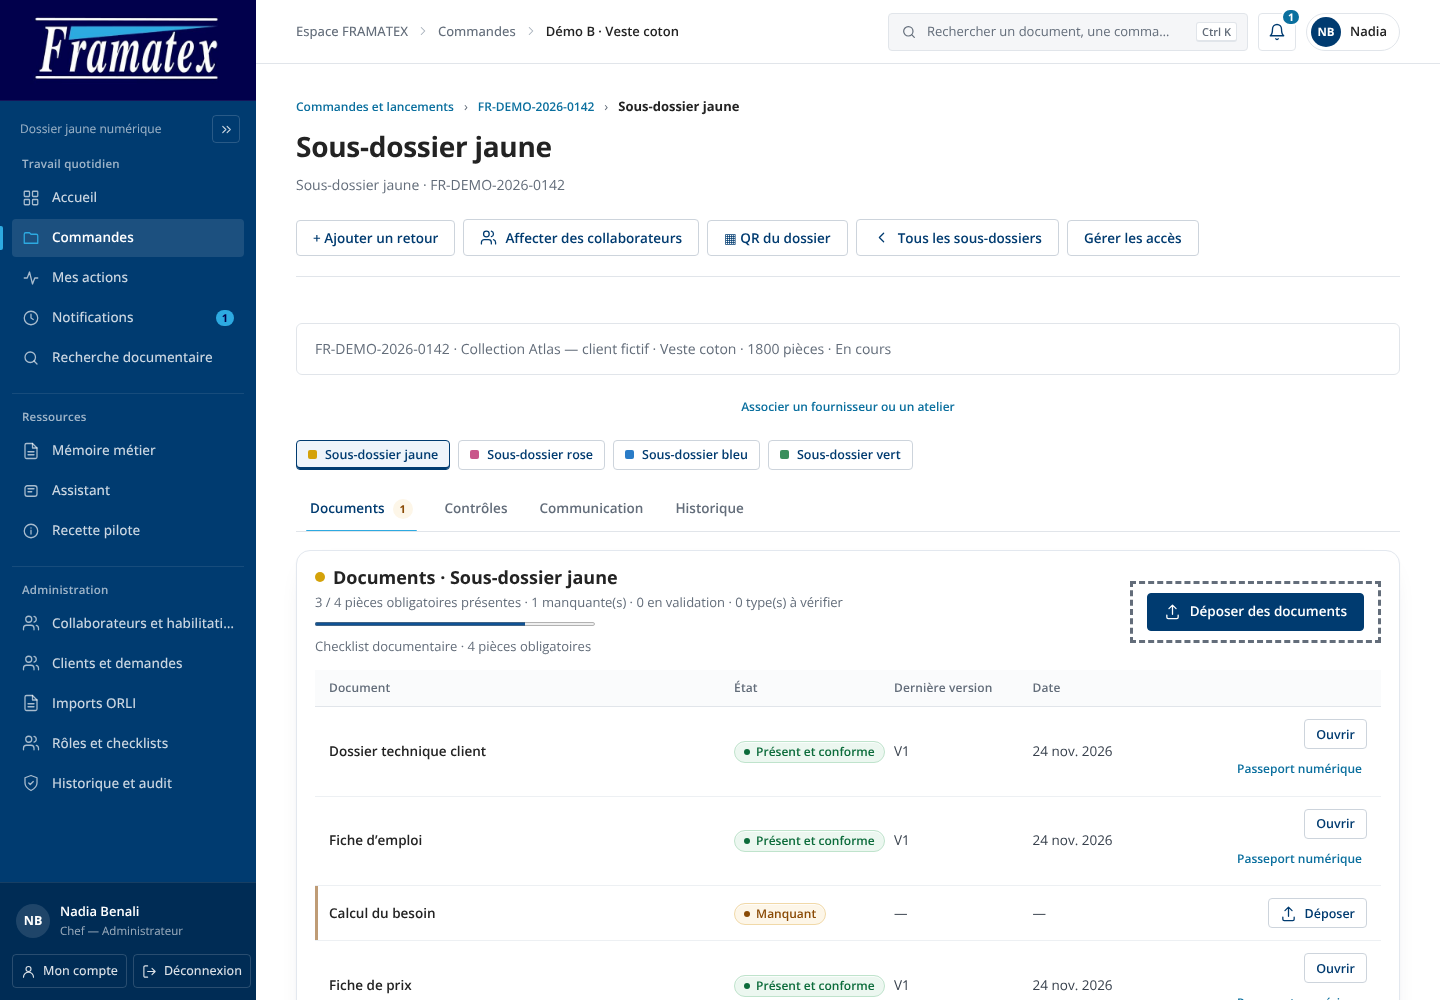 Framatex
Dossier jaune numérique
Travail quotidien
Accueil
Commandes
Mes actions
Notifications 1
Recherche documentaire
Ressources
Mémoire métier
Assistant
Recette pilote
Administration
Collaborateurs et habilitati...
Clients et demandes
Imports ORLI
Rôles et checklists
Historique et audit
NB Nadia Benali
Chef — Administrateur
Mon compte Déconnexion
Espace FRAMATEX > Commandes > Démo B · Veste coton
Rechercher un document, une comma... Ctrl K
1
NB Nadia
Commandes et lancements › FR-DEMO-2026-0142 › Sous-dossier jaune
Sous-dossier jaune
Sous-dossier jaune · FR-DEMO-2026-0142
+ Ajouter un retour Affecter des collaborateurs QR du dossier Tous les sous-dossiers Gérer les accès
FR-DEMO-2026-0142 · Collection Atlas — client fictif · Veste coton · 1800 pièces · En cours
Associer un fournisseur ou un atelier
Sous-dossier jaune Sous-dossier rose Sous-dossier bleu Sous-dossier vert
Documents 1 Contrôles Communication Historique
Documents · Sous-dossier jaune
3 / 4 pièces obligatoires présentes · 1 manquante(s) · 0 en validation · 0 type(s) à vérifier
Checklist documentaire · 4 pièces obligatoires
Déposer des documents
Document État Dernière version Date
Dossier technique client Présent et conforme V1 24 nov. 2026 Ouvrir
Passeport numérique
Fiche d’emploi Présent et conforme V1 24 nov. 2026 Ouvrir
Passeport numérique
Calcul du besoin Manquant — — Déposer
Fiche de prix Présent et conforme V1 24 nov. 2026 Ouvrir